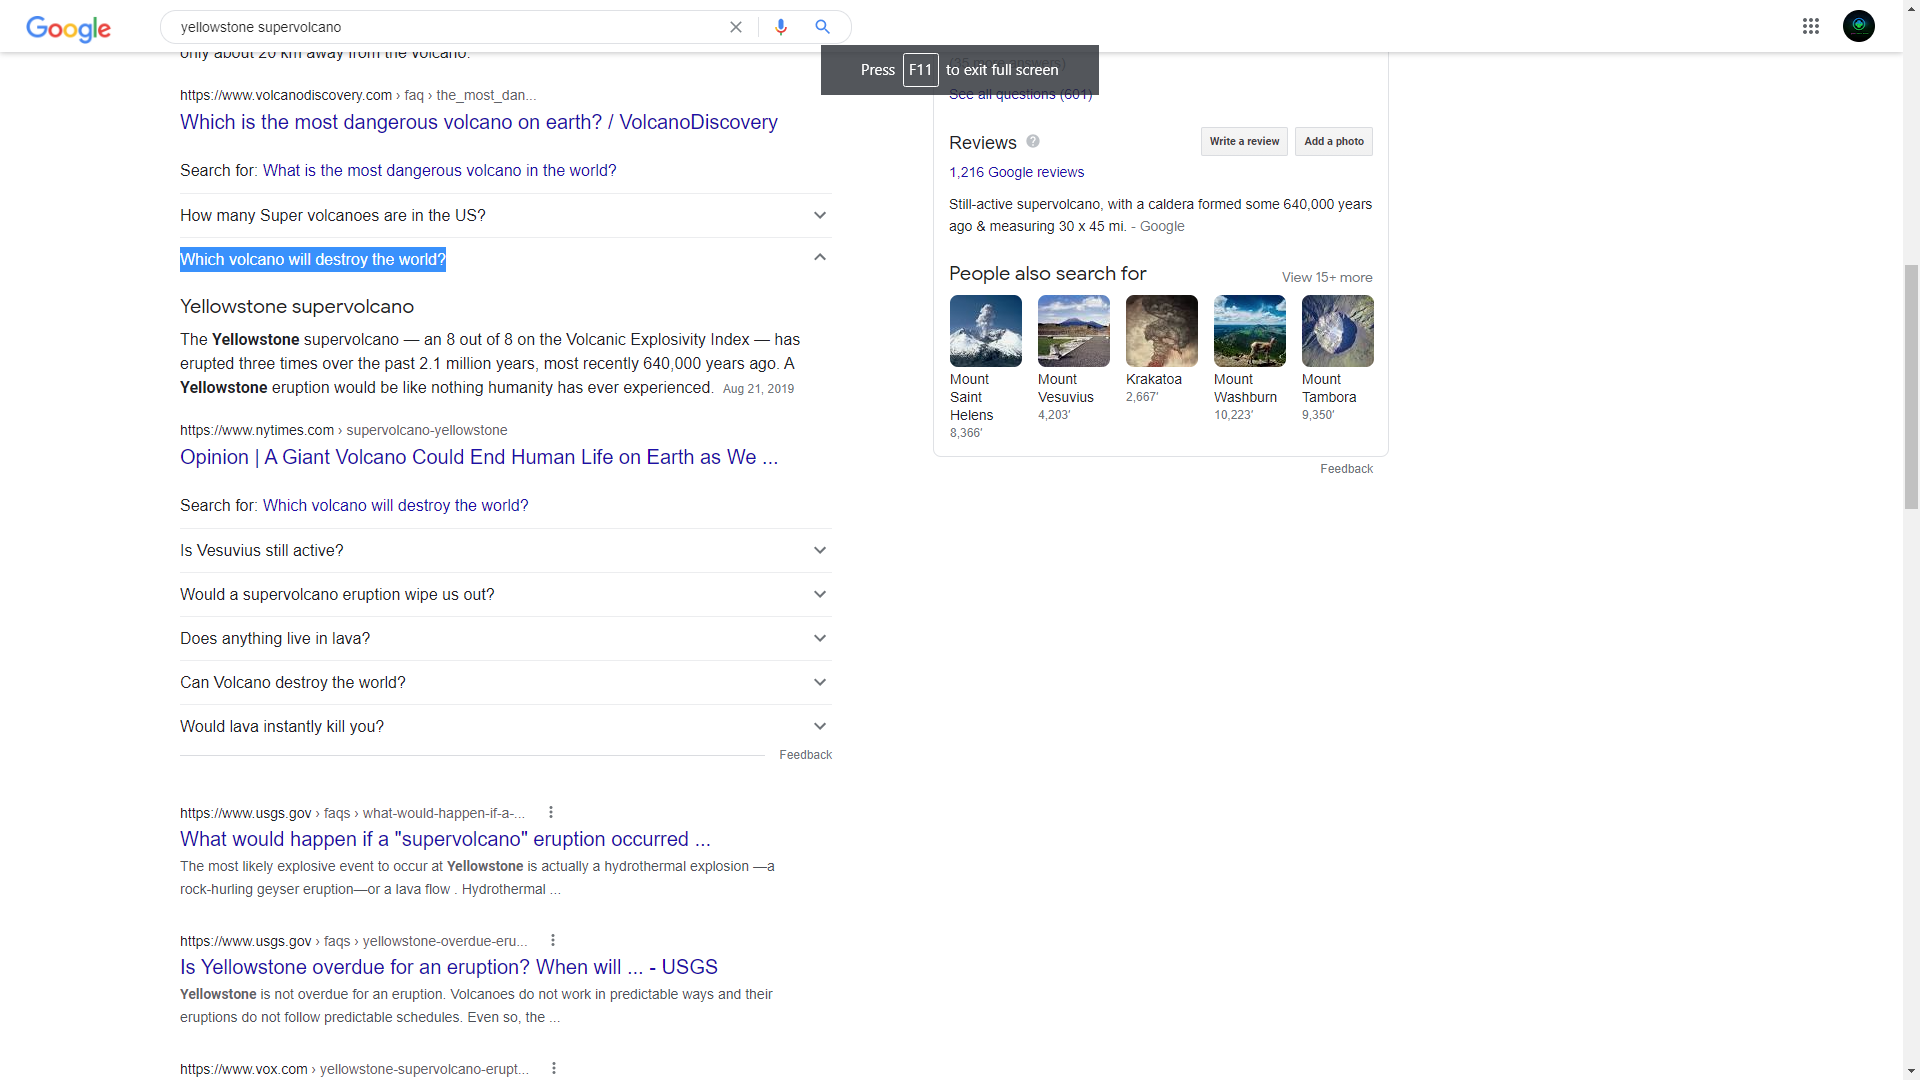 Google
yellowstone supervolcano
only about 20 km away from the volcano.
Press F11 to exit full screen
https://www.volcanodiscovery.com › faq › the_most_dan...
Which is the most dangerous volcano on earth? / VolcanoDiscovery
Search for: What is the most dangerous volcano in the world?
How many Super volcanoes are in the US?
Which volcano will destroy the world?
Yellowstone supervolcano
The Yellowstone supervolcano — an 8 out of 8 on the Volcanic Explosivity Index — has
erupted three times over the past 2.1 million years, most recently 640,000 years ago. A
Yellowstone eruption would be like nothing humanity has ever experienced. Aug 21, 2019
https://www.nytimes.com › supervolcano-yellowstone
Opinion | A Giant Volcano Could End Human Life on Earth as We ...
Search for: Which volcano will destroy the world?
Is Vesuvius still active?
Would a supervolcano eruption wipe us out?
Does anything live in lava?
Can Volcano destroy the world?
Would lava instantly kill you?
Feedback
https://www.usgs.gov › faqs › what-would-happen-if-a-...
What would happen if a "supervolcano" eruption occurred ...
The most likely explosive event to occur at Yellowstone is actually a hydrothermal explosion —a
rock-hurling geyser eruption—or a lava flow . Hydrothermal ...
https://www.usgs.gov › faqs › yellowstone-overdue-eru...
Is Yellowstone overdue for an eruption? When will ... - USGS
Yellowstone is not overdue for an eruption. Volcanoes do not work in predictable ways and their
eruptions do not follow predictable schedules. Even so, the ...
https://www.vox.com › yellowstone-supervolcano-erupt...
(35 more answers)
See all questions (601)
Reviews
Write a review
Add a photo
1,216 Google reviews
Still-active supervolcano, with a caldera formed some 640,000 years
ago & measuring 30 x 45 mi. - Google
People also search for
View 15+ more
Mount
Saint
Helens
8,366′
Mount
Vesuvius
4,203′
Krakatoa
2,667′
Mount
Washburn
10,223′
Mount
Tambora
9,350′
Feedback